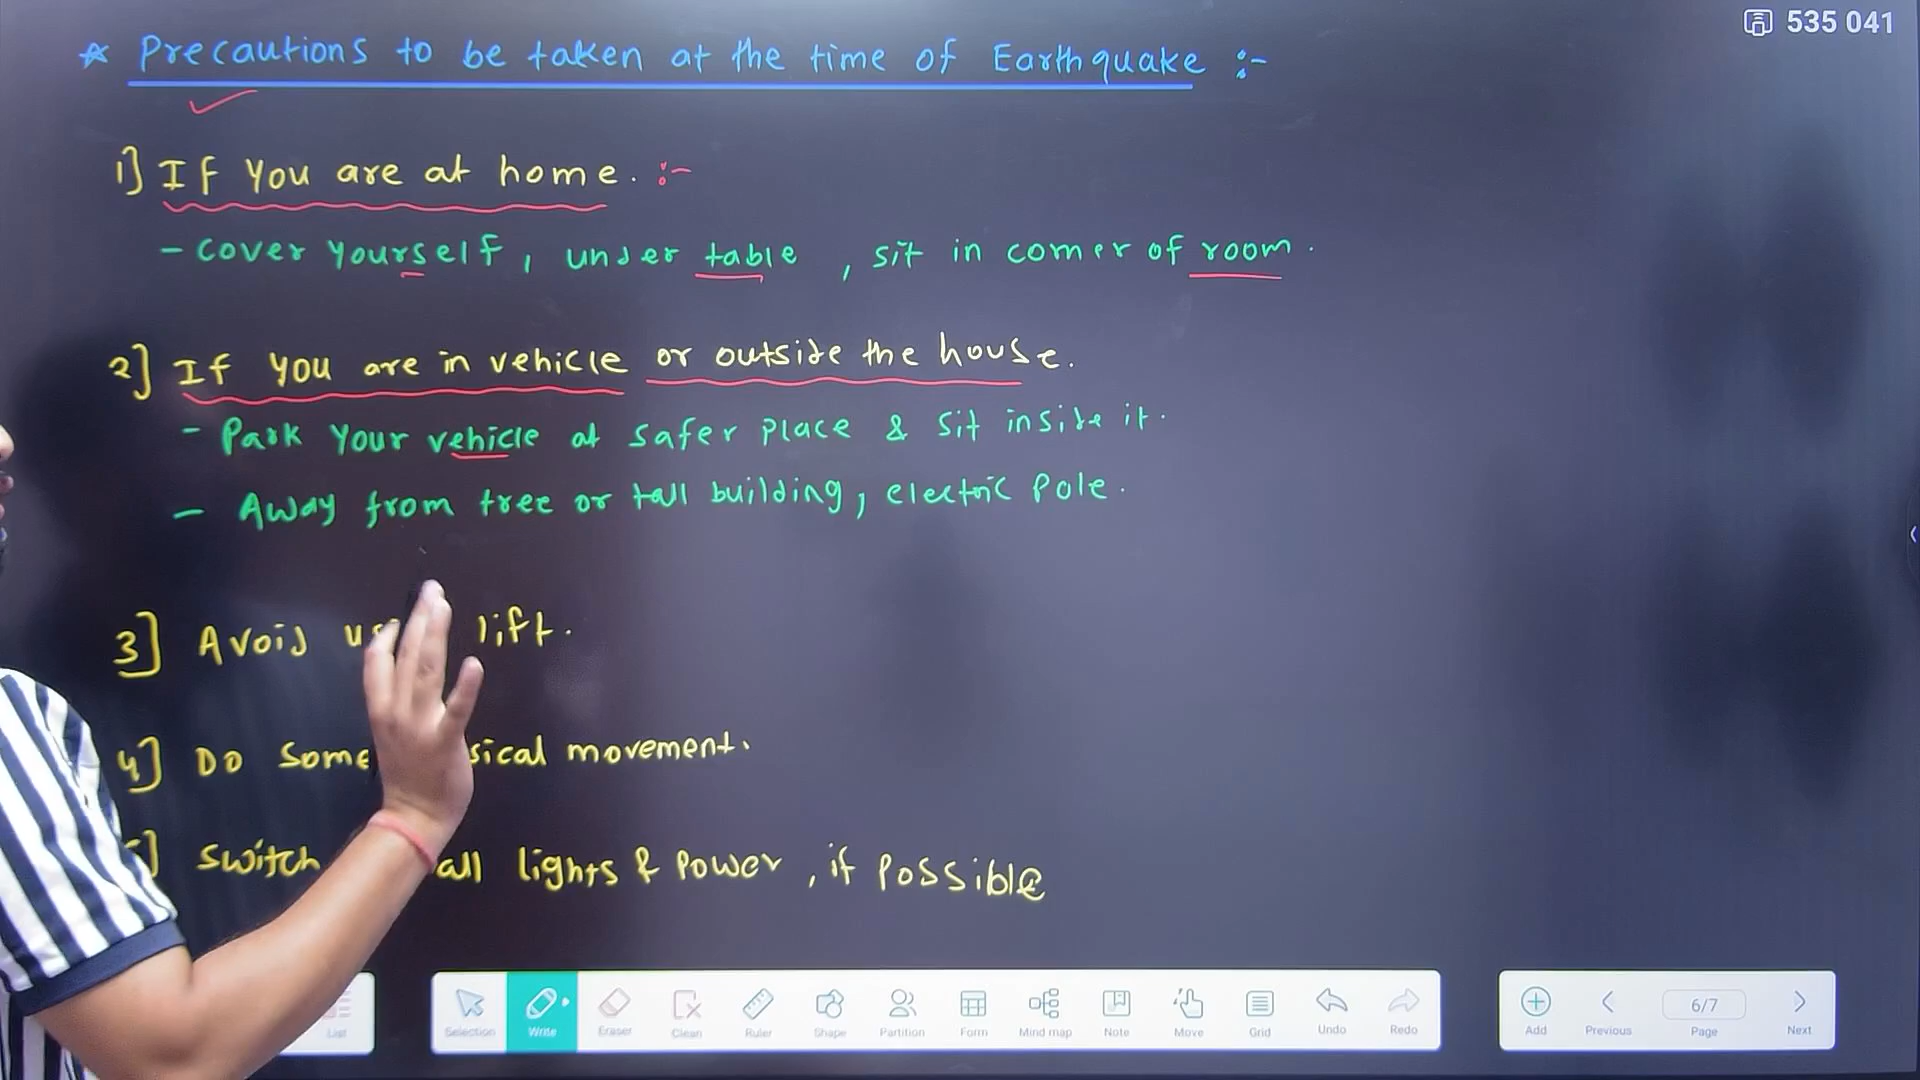 535 041
* Precautions to be taken at the time of Earthquake :-
1] If you are at home. :-
- cover yourself, under table, sit in corner of room.
2] If you are in vehicle or outside the house.
- Park your vehicle at safer place & sit inside it.
- Away from tree or tall building, electric pole.
3] Avoid lift.
4] Do some movement.
Switch all lights & power, if possible
List
Selection
Write
Eraser
Clean
Ruler
Shape
Partition
Form
Mind map
Note
Move
Grid
Undo
Redo
Add
Previous
6/7
Page
Next